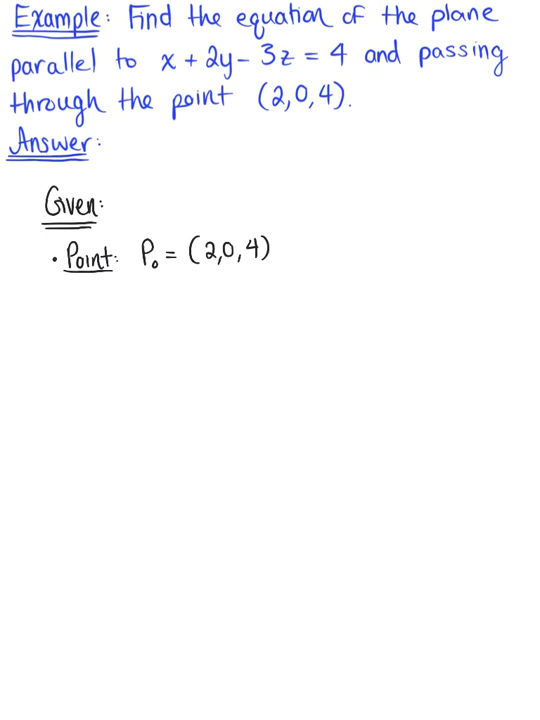 Example: Find the equation of the plane
parallel to x + 2y - 3z = 4 and passing
through the point (2,0,4).
Answer:
Given:
• Point: P₀ = (2,0,4)